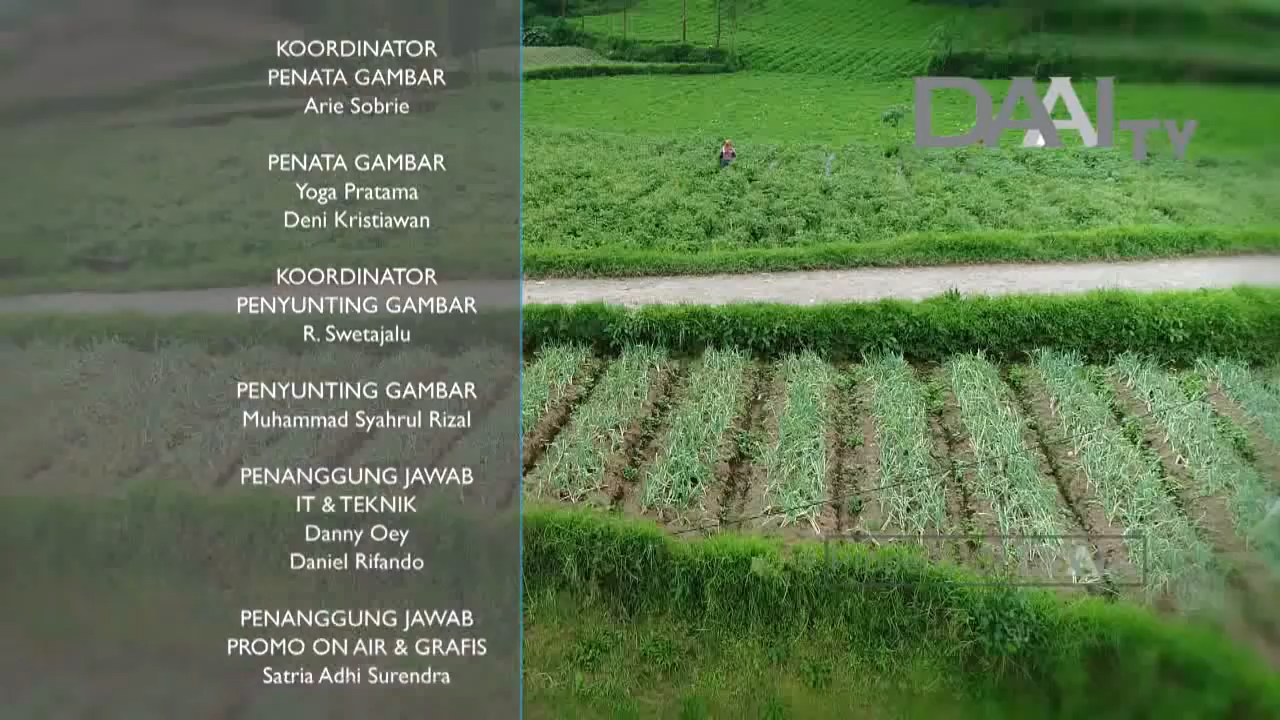 KOORDINATOR
PENATA GAMBAR
Arie Sobrie
PENATA GAMBAR
Yoga Pratama
Deni Kristiawan
KOORDINATOR
PENYUNTING GAMBAR
R. Swetajalu
PENYUNTING GAMBAR
Muhammad Syahrul Rizal
PENANGGUNG JAWAB
IT & TEKNIK
Danny Oey
Daniel Rifando
PENANGGUNG JAWAB
PROMO ON AIR & GRAFIS
Satria Adhi Surendra
DAAI TV